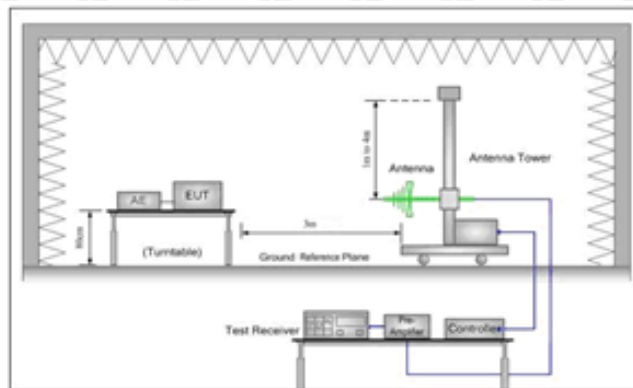 1m to 4m
Antenna
Antenna Tower
AE
EUT
80cm
3m
(Turntable)
Ground Reference Plane
Test Receiver
Pre-
Amplifier
Controller